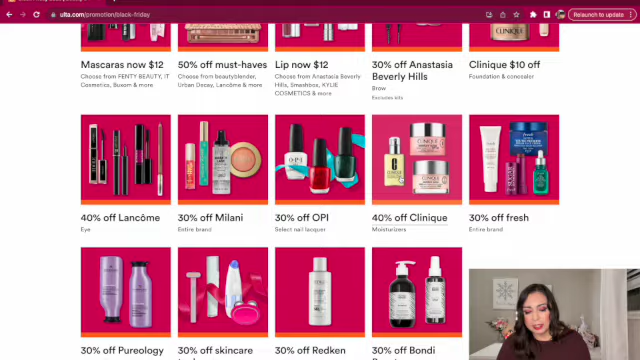 ulta.com/promotion/black-friday
Relaunch to update
CLINIQUE
Mascaras now $12
Choose from FENTY BEAUTY, IT
Cosmetics, Buxom & more
50% off must-haves
Choose from beautyblender,
Urban Decay, Lancôme & more
Lip now $12
Choose from Anastasia Beverly
Hills, Smashbox, KYLIE
COSMETICS & more
30% off Anastasia
Beverly Hills
Brow
Excludes kits
Clinique $10 off
Foundation & concealer
OPI
CLINIQUE
fresh
40% off Lancôme
Eye
30% off Milani
Entire brand
30% off OPI
Select nail lacquer
40% off Clinique
Moisturizers
30% off fresh
Entire brand
30% off Pureology
30% off skincare
30% off Redken
30% off Bondi